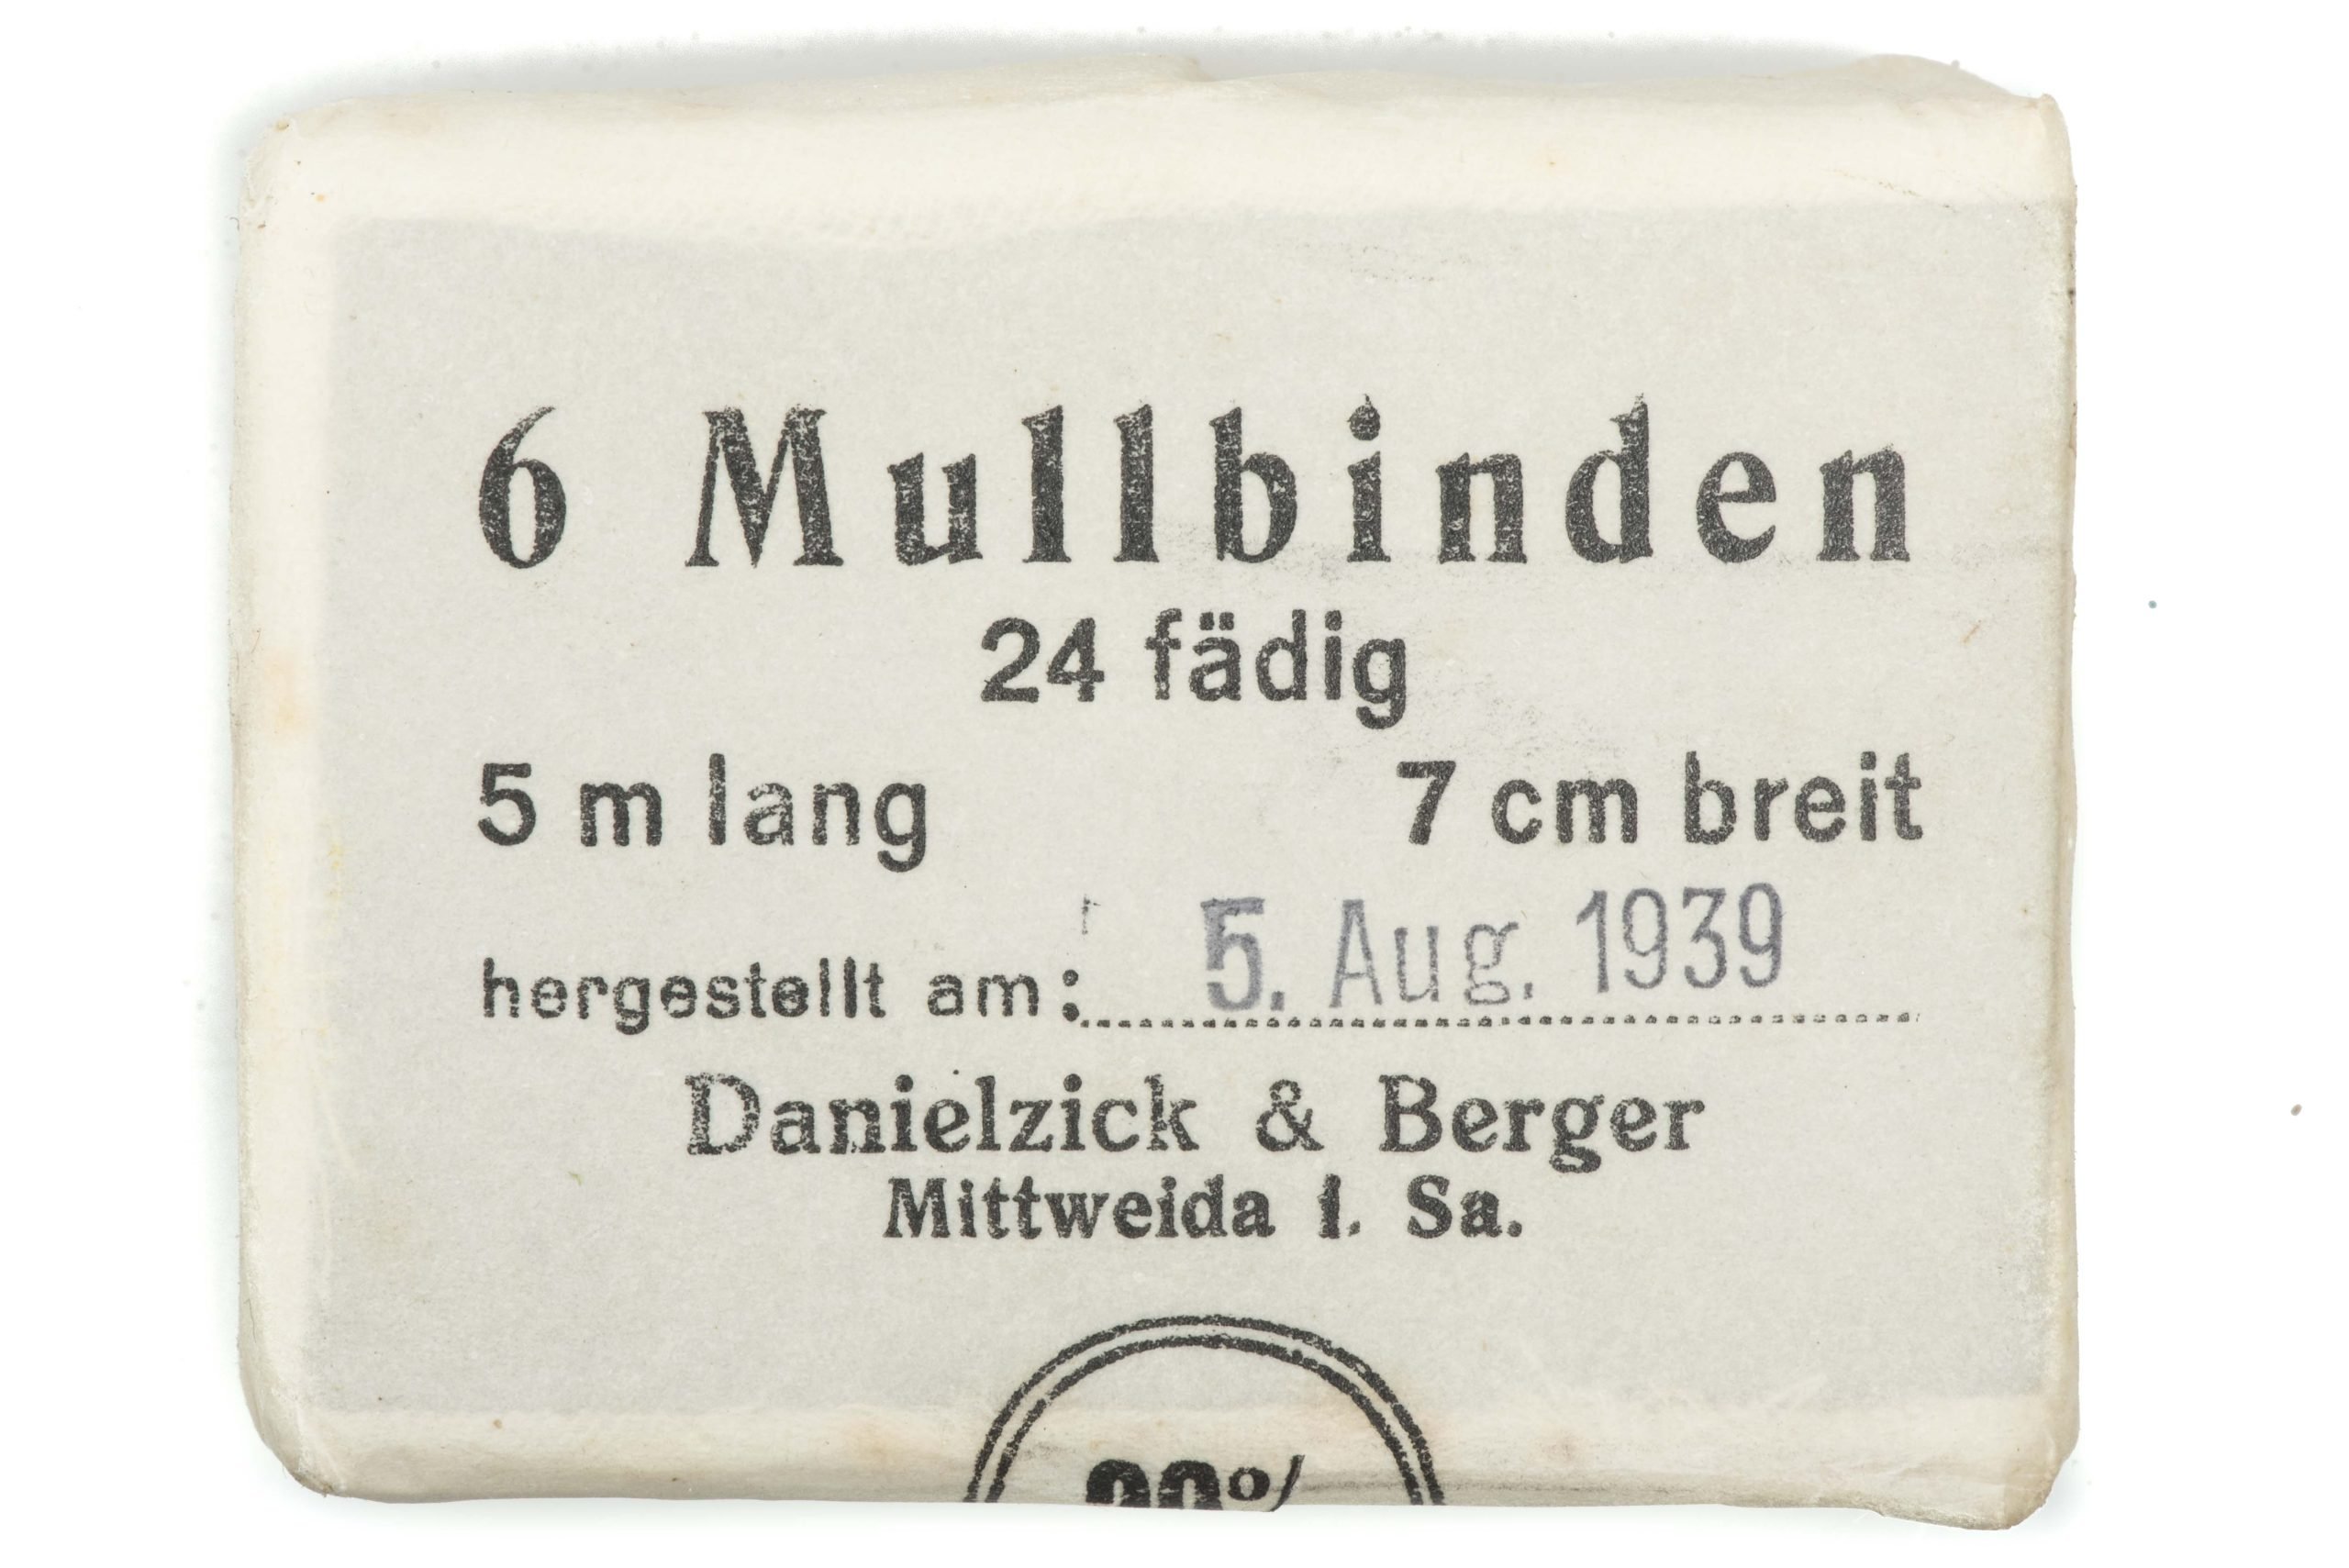 6 Mullbinden
24 fädig
5 m lang 7 cm breit
hergestellt am: 5. Aug. 1939
Danielzick & Berger
Mittweida i. Sa.